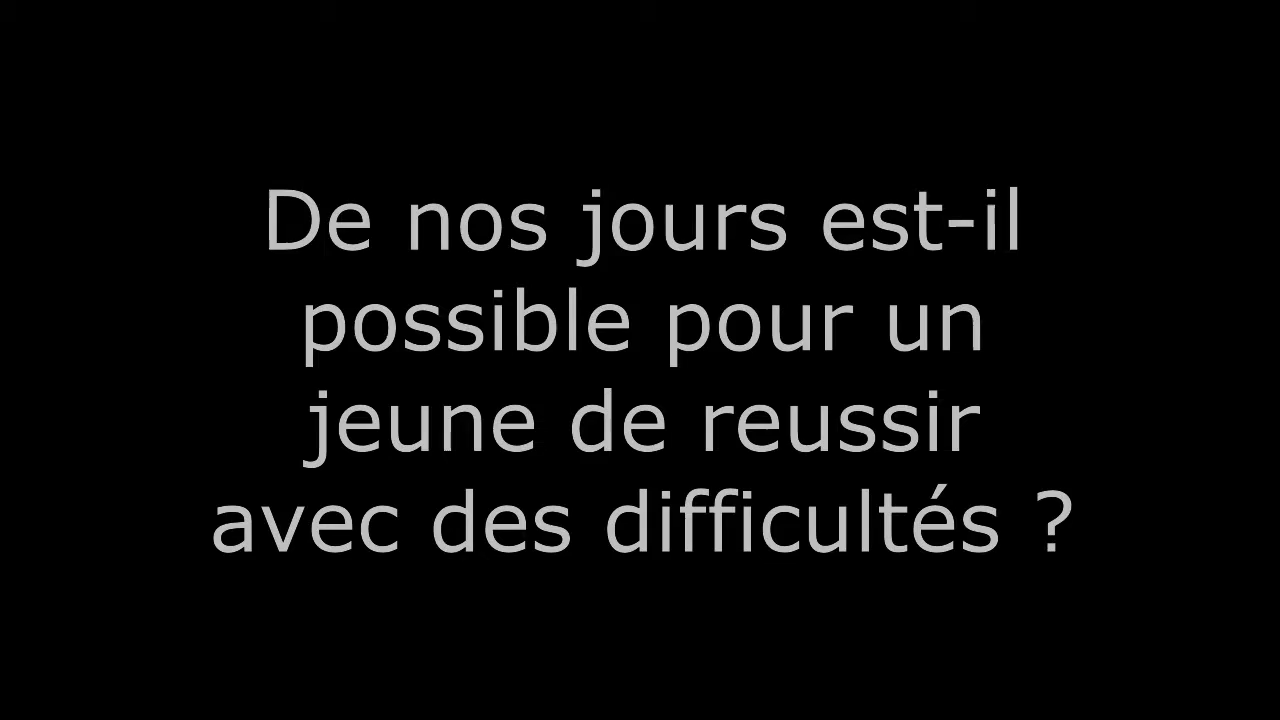 De nos jours est-il
possible pour un
jeune de reussir
avec des difficultés ?